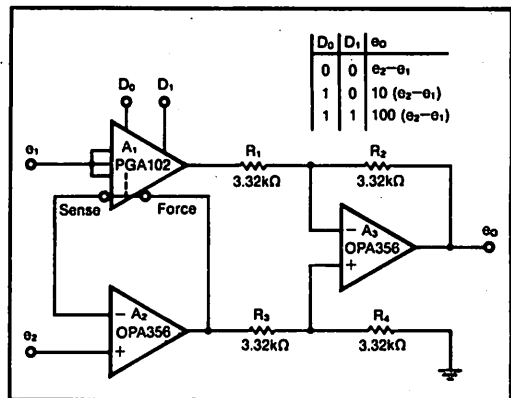 D0 D1 eO
0 0 e2–e1
1 0 10 (e2–e1)
1 1 100 (e2–e1)
D0 D1
e1
A1
PGA102
R1
3.32kΩ
R2
3.32kΩ
Sense
Force
A3
OPA356
eO
e2
A2
OPA356
R3
3.32kΩ
R4
3.32kΩ